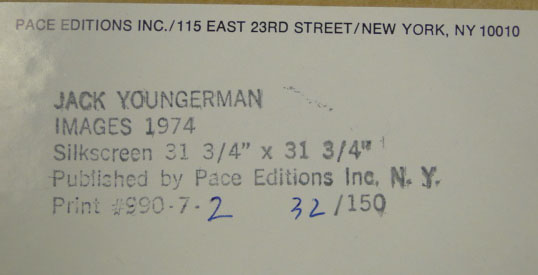 PACE EDITIONS INC./115 EAST 23RD STREET/NEW YORK, NY 10010
JACK YOUNGERMAN
IMAGES 1974
Silkscreen 31 3/4" x 31 3/4"
Published by Pace Editions Inc. N. Y.
Print #990-7-2 32/150